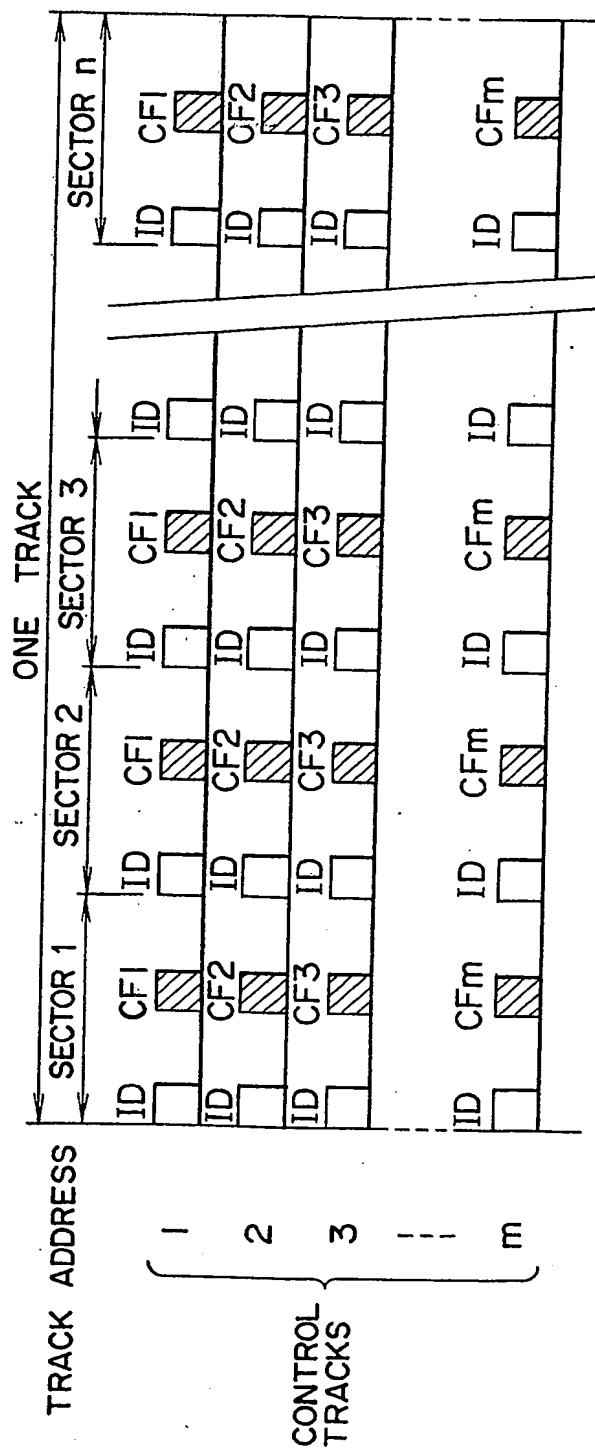 ONE TRACK
TRACK ADDRESS
SECTOR 1 SECTOR 2 SECTOR 3 SECTOR n
ID CF1 ID CF1 ID CF1 ID ID CF1
1
ID CF2 ID CF2 ID CF2 ID ID CF2
2
ID CF3 ID CF3 ID CF3 ID ID CF3
3
ID CFm ID CFm ID CFm ID ID CFm
m
CONTROL
TRACKS